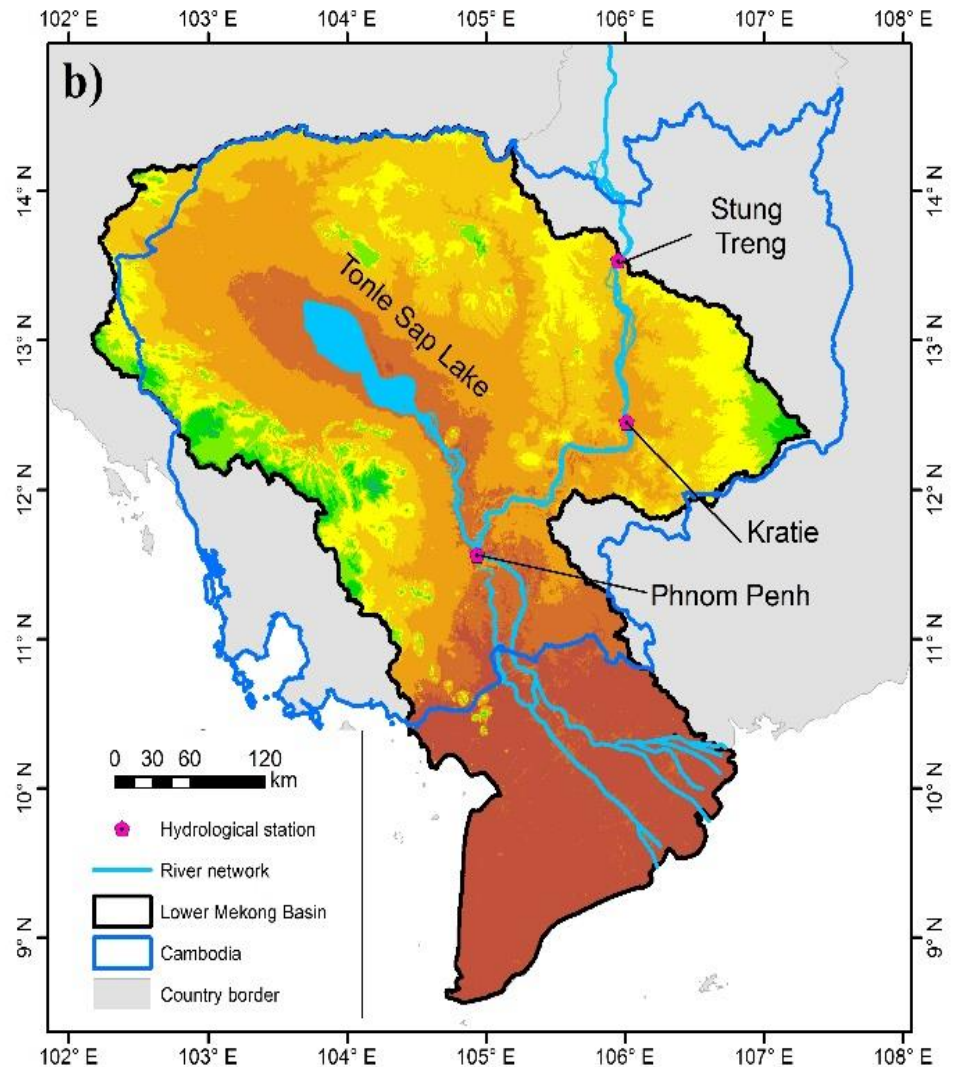 102° E 103° E 104° E 105° E 106° E 107° E 108° E
b)
14° N
14° N
Stung
Treng
Tonle Sap Lake
13° N
13° N
12° N
12° N
Kratie
Phnom Penh
11° N
11° N
0 30 60 120
km
10° N
10° N
Hydrological station
River network
Lower Mekong Basin
9° N
9° N
Cambodia
Country border
102° E 103° E 104° E 105° E 106° E 107° E 108° E